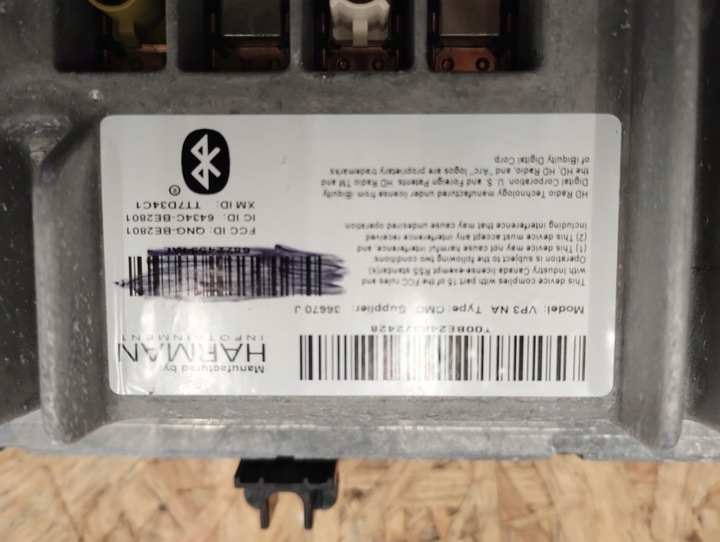 T00BE248372428
Model: VP3 NA Type: CMC Supplier: 36670 J
This device complies with part 15 of the FCC rules and
with Industry Canada license-exempt RSS standard(s)
Operation is subject to the following two conditions
(1) This device may not cause harmful interference, and
(2) This device must accept any interference received
including interference that may cause undesired operation
HD Radio Technology manufactured under license from iBiquity
Digital Corporation U. S. and Foreign Patents. HD Radio TM and
the HD, HD Radio, and "Arc" logos are proprietary trademarks
of iBiquity Digital Corp
Manufactured by:
HARMAN
INFOTAINMENT
FCC ID: QNG-BE2801
IC ID: 6434C-BE2801
XM ID:
®